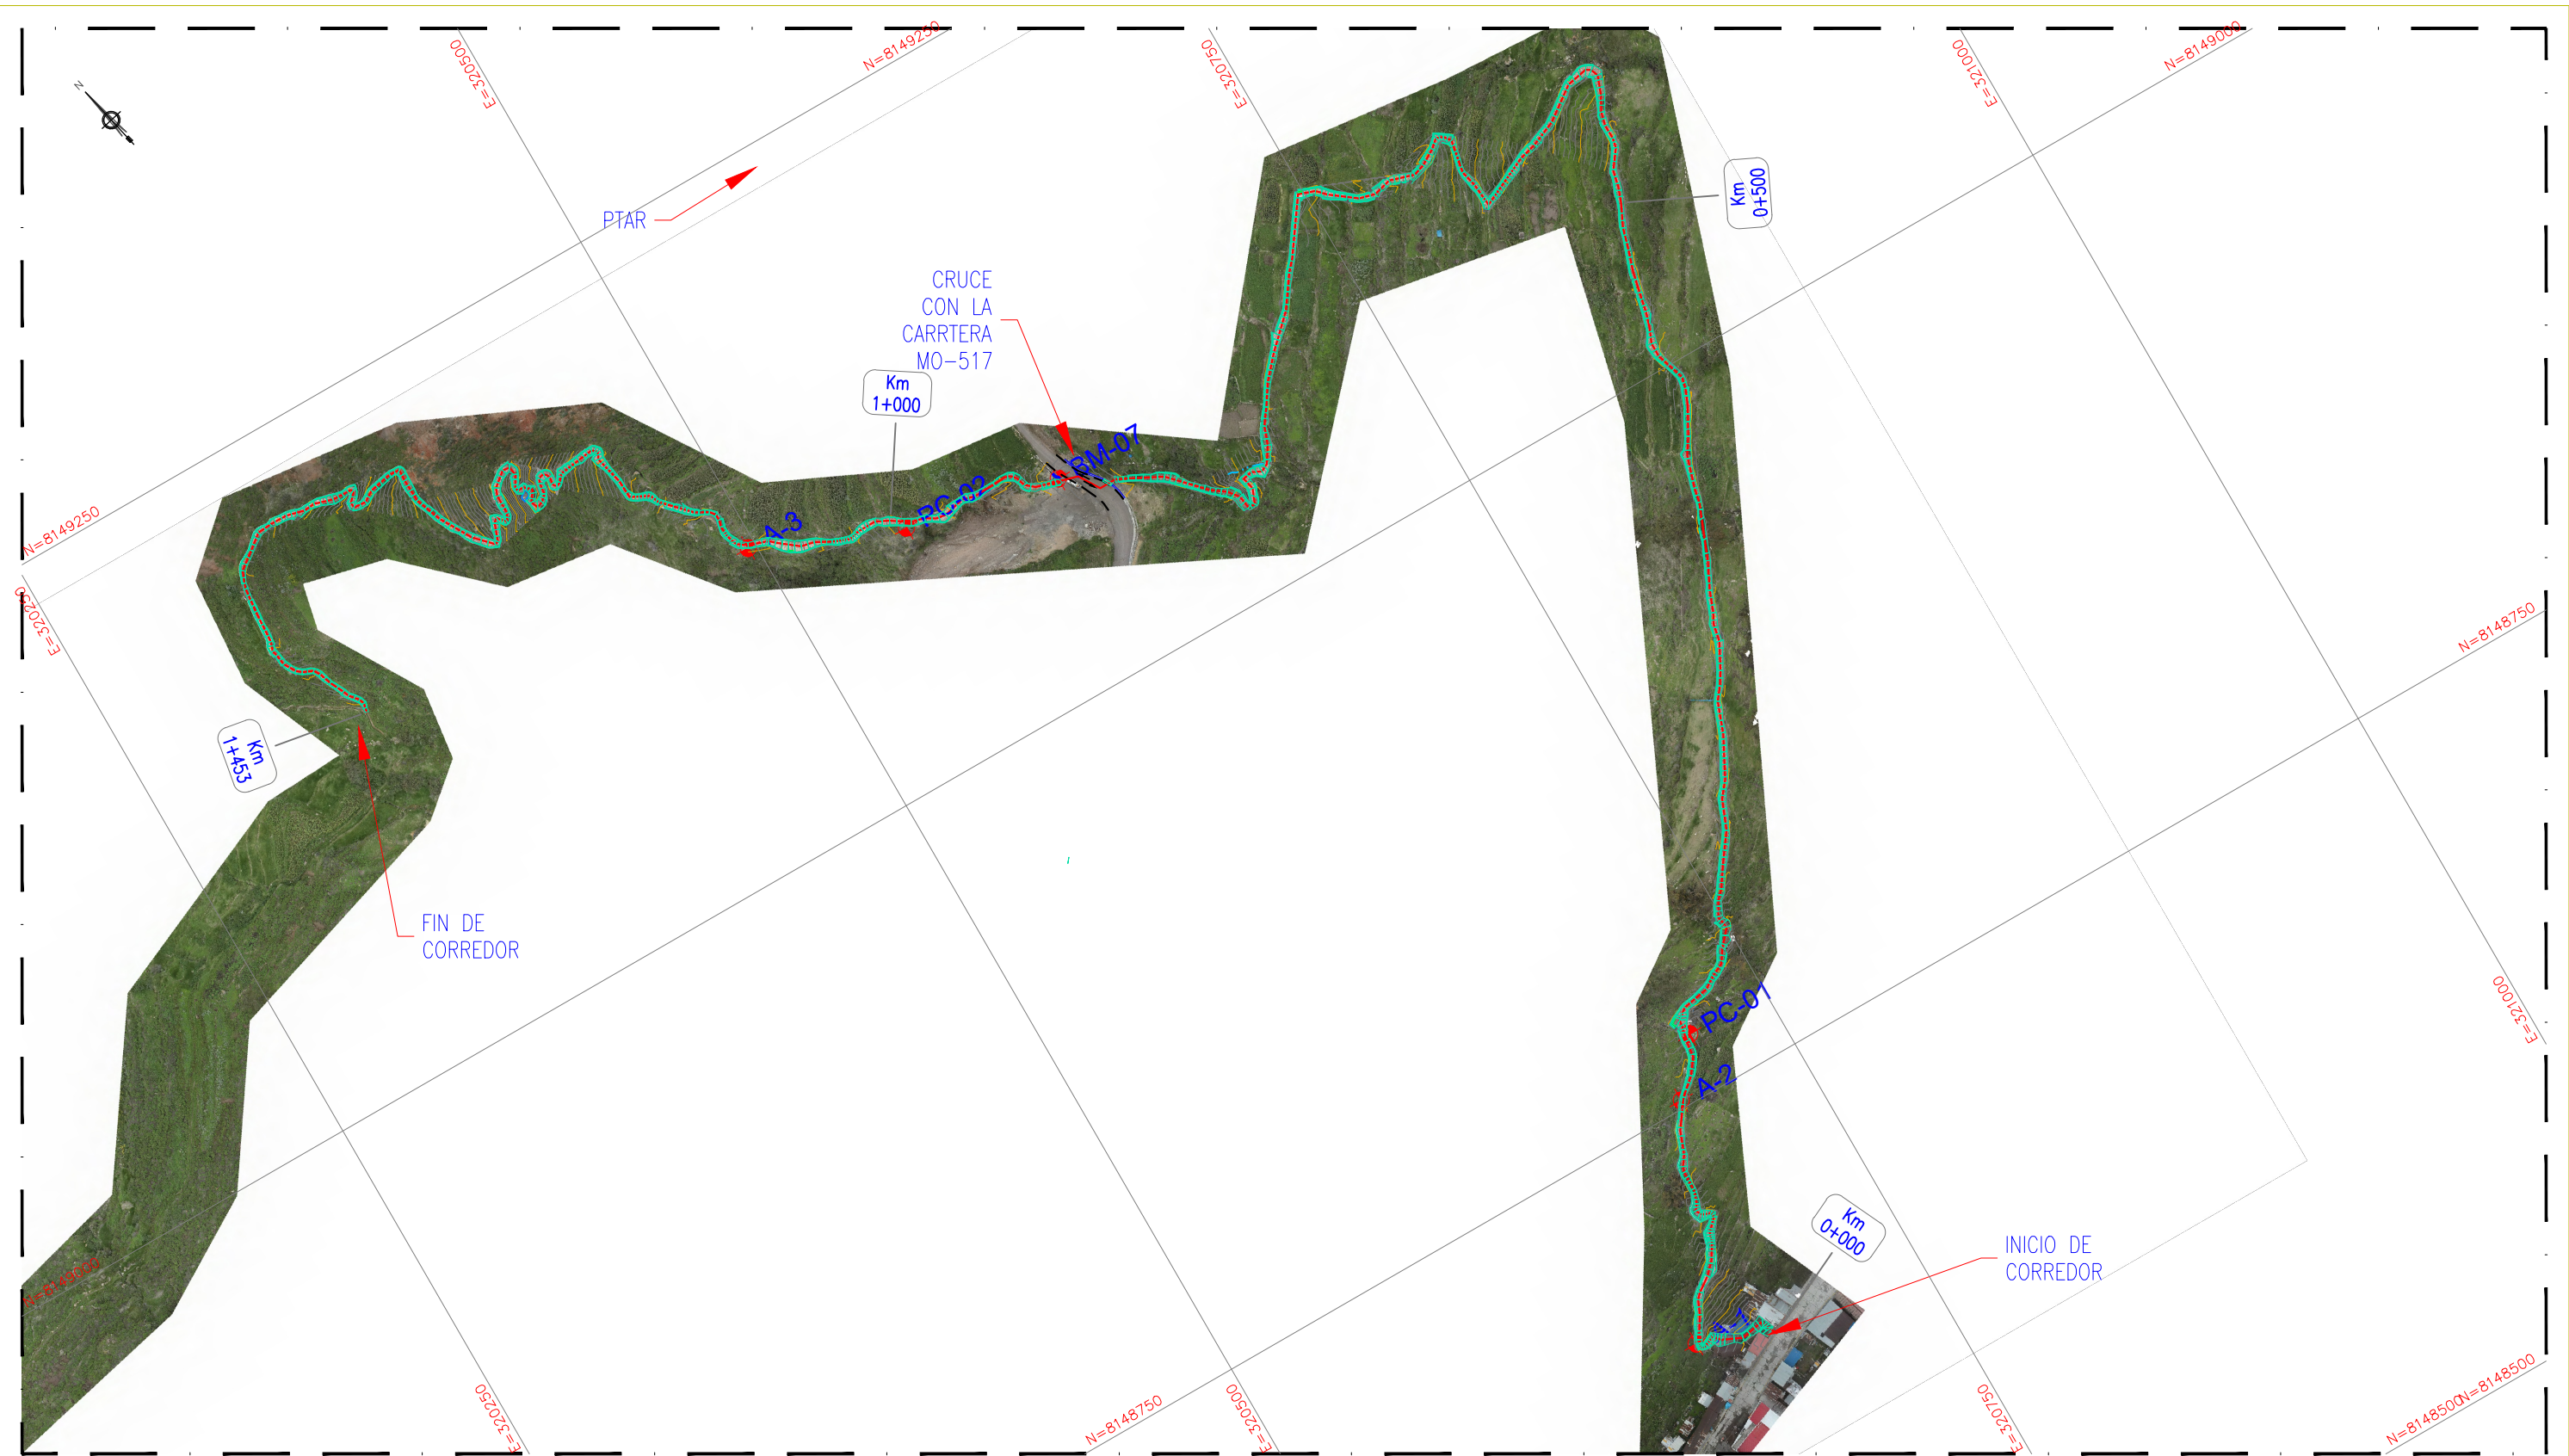 N
E=320500
N=8149250
E=320750
E=321000
N=8149000
PTAR
Km
0+500
CRUCE
CON LA
CARRTERA
MO-517
Km
1+000
BM-07
PC-02
A-3
N=8149250
E=320250
N=8148750
Km
1+453
FIN DE
CORREDOR
PC-01
A-2
E=321000
Km
0+000
INICIO DE
CORREDOR
N=8149000
E=320250
N=8148750
E=320500
E=320750
N=8148500
N=8148500